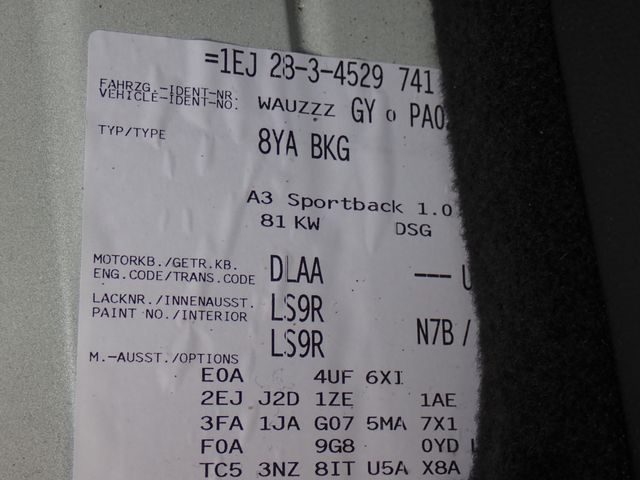 =1EJ 28-3-4529 741
FAHRZG.-IDENT-NR.
VEHICLE-IDENT-NO. WAUZZZ GY0 PA0
TYP/TYPE 8YA BKG
A3 Sportback 1.0
81 KW DSG
MOTORKB./GETR.KB.
ENG.CODE/TRANS.CODE DLAA --- U
LACKNR./INNENAUSST. LS9R
PAINT NO./INTERIOR LS9R N7B /
M.-AUSST./OPTIONS
E0A 4UF 6XI
2EJ J2D 1ZE 1AE
3FA 1JA G07 5MA 7X1
F0A 9G8 0YD
TC5 3NZ 8IT U5A X8A